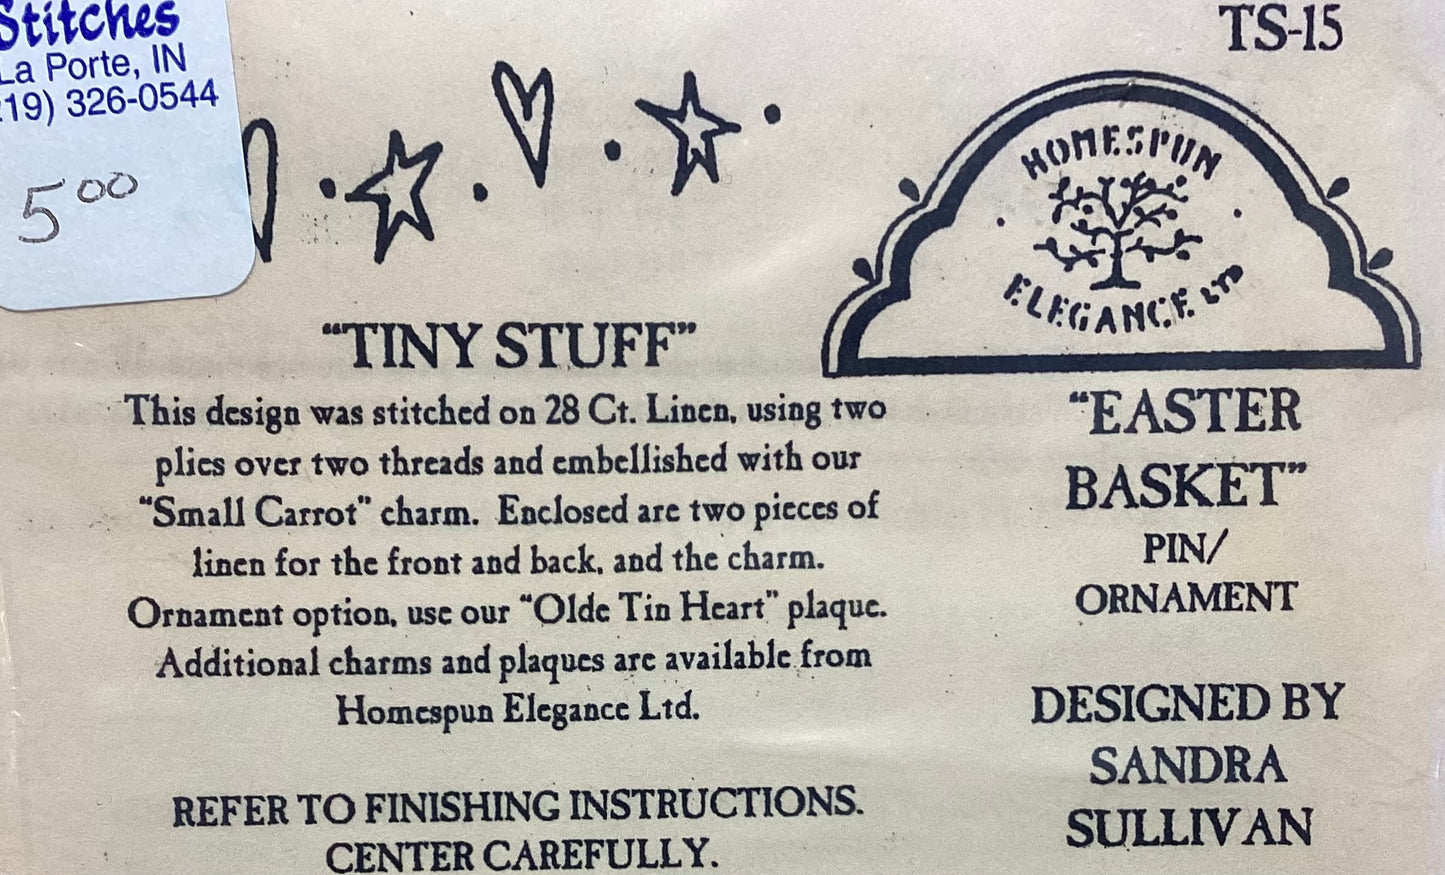 Stitches
La Porte, IN
19) 326-0544
5.00
TS-15
HOMESPUN
ELEGANCE LTD
"TINY STUFF"
This design was stitched on 28 Ct. Linen, using two
plies over two threads and embellished with our
"Small Carrot" charm. Enclosed are two pieces of
linen for the front and back, and the charm.
Ornament option, use our "Olde Tin Heart" plaque.
Additional charms and plaques are available from
Homespun Elegance Ltd.
REFER TO FINISHING INSTRUCTIONS.
CENTER CAREFULLY.
"EASTER
BASKET"
PIN/
ORNAMENT
DESIGNED BY
SANDRA
SULLIVAN